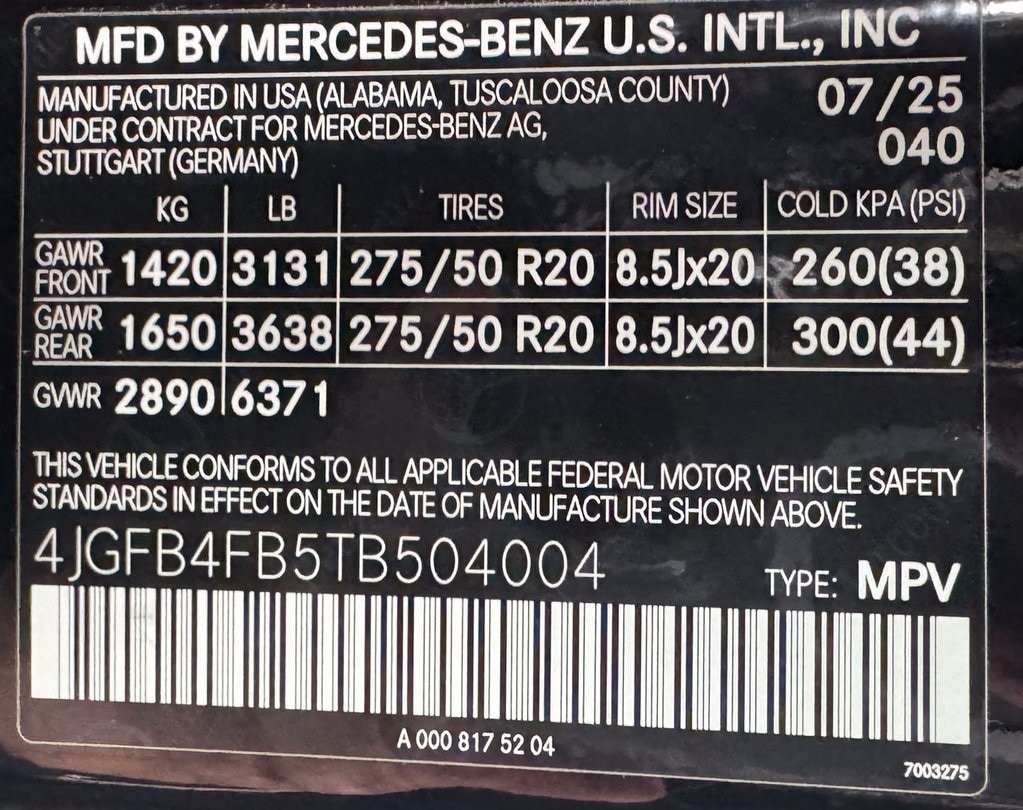 MFD BY MERCEDES-BENZ U.S. INTL., INC
MANUFACTURED IN USA (ALABAMA, TUSCALOOSA COUNTY) 07/25
UNDER CONTRACT FOR MERCEDES-BENZ AG, 040
STUTTGART (GERMANY)
KG LB TIRES RIM SIZE COLD KPA (PSI)
GAWR FRONT 1420 3131 275/50 R20 8.5Jx20 260(38)
GAWR REAR 1650 3638 275/50 R20 8.5Jx20 300(44)
GVWR 2890 6371
THIS VEHICLE CONFORMS TO ALL APPLICABLE FEDERAL MOTOR VEHICLE SAFETY
STANDARDS IN EFFECT ON THE DATE OF MANUFACTURE SHOWN ABOVE.
4JGFB4FB5TB504004 TYPE: MPV
A 000 817 52 04
7003275